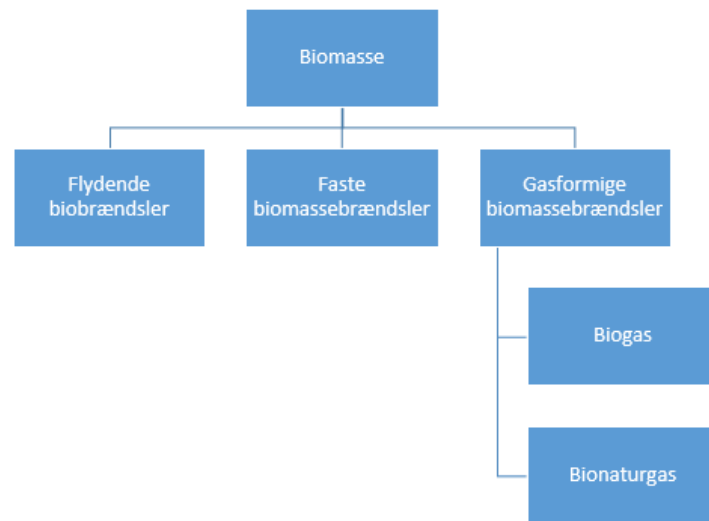 Biomasse
Flydende
biobrændsler
Faste
biomassebrændsler
Gasformige
biomassebrændsler
Biogas
Bionaturgas